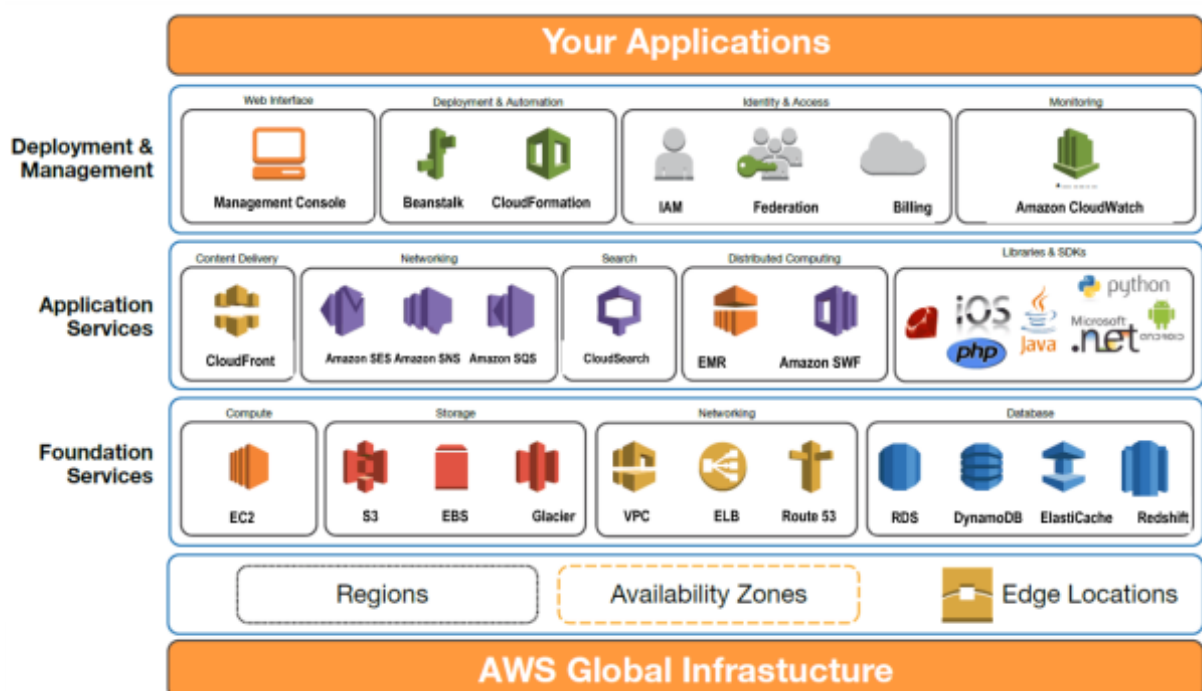 Your Applications
Deployment &
Management
Web Interface
Management Console
Deployment & Automation
Beanstalk
CloudFormation
Identity & Access
IAM
Federation
Billing
Monitoring
Amazon CloudWatch
Application
Services
Content Delivery
CloudFront
Networking
Amazon SES
Amazon SNS
Amazon SQS
Search
CloudSearch
Distributed Computing
EMR
Amazon SWF
Libraries & SDKs
iOS
php
Java
python
Microsoft
.net
ANDROID
Foundation
Services
Compute
EC2
Storage
S3
EBS
Glacier
Networking
VPC
ELB
Route 53
Database
RDS
DynamoDB
ElastiCache
Redshift
Regions
Availability Zones
Edge Locations
AWS Global Infrastucture